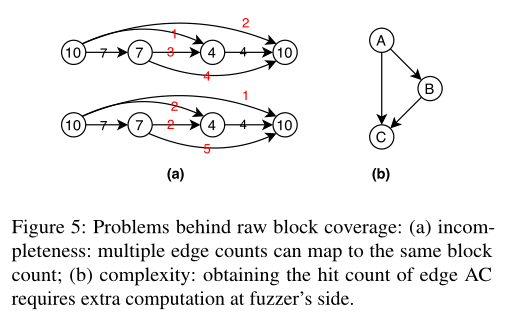 2
1
10 7 7 3 4 4 10
4
1
2
10 7 7 2 4 4 10
5
(a)
A
B
C
(b)
Figure 5: Problems behind raw block coverage: (a) incom-
pleteness: multiple edge counts can map to the same block
count; (b) complexity: obtaining the hit count of edge AC
requires extra computation at fuzzer's side.